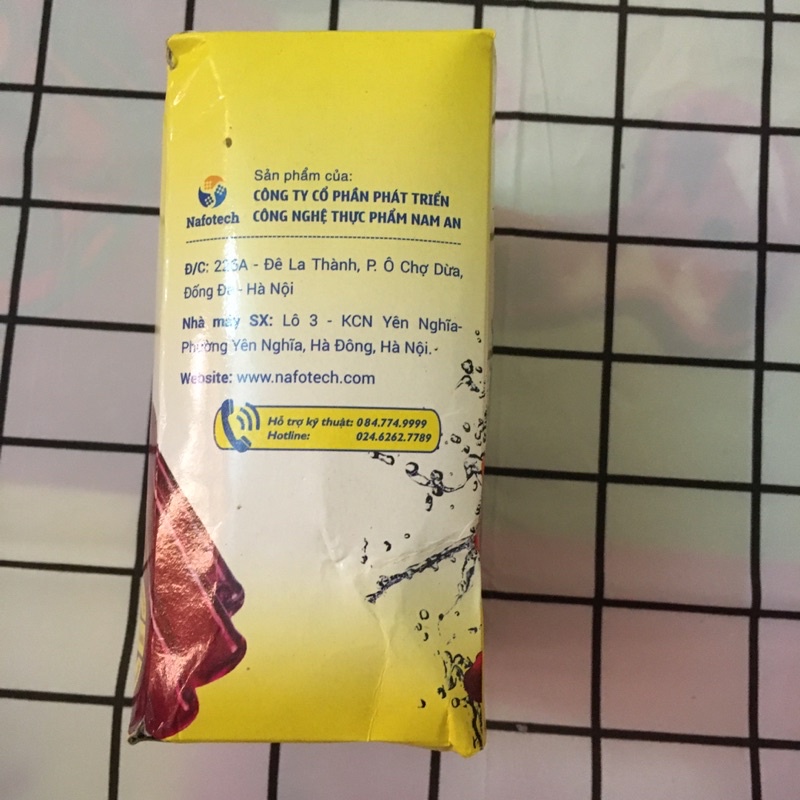 Sản phẩm của:
Nafotech
CÔNG TY CỔ PHẦN PHÁT TRIỂN
CÔNG NGHỆ THỰC PHẨM NAM AN
Đ/C: - Đê La Thành, P. Ô Chợ Dừa,
Đống Đa - Hà Nội
Nhà máy SX: Lô 3 - KCN Yên Nghĩa-
Phường Yên Nghĩa, Hà Đông, Hà Nội.-
Website: www.nafotech.com
Hỗ trợ kỹ thuật: 084.774.9999
Hotline: 024.6262.7789